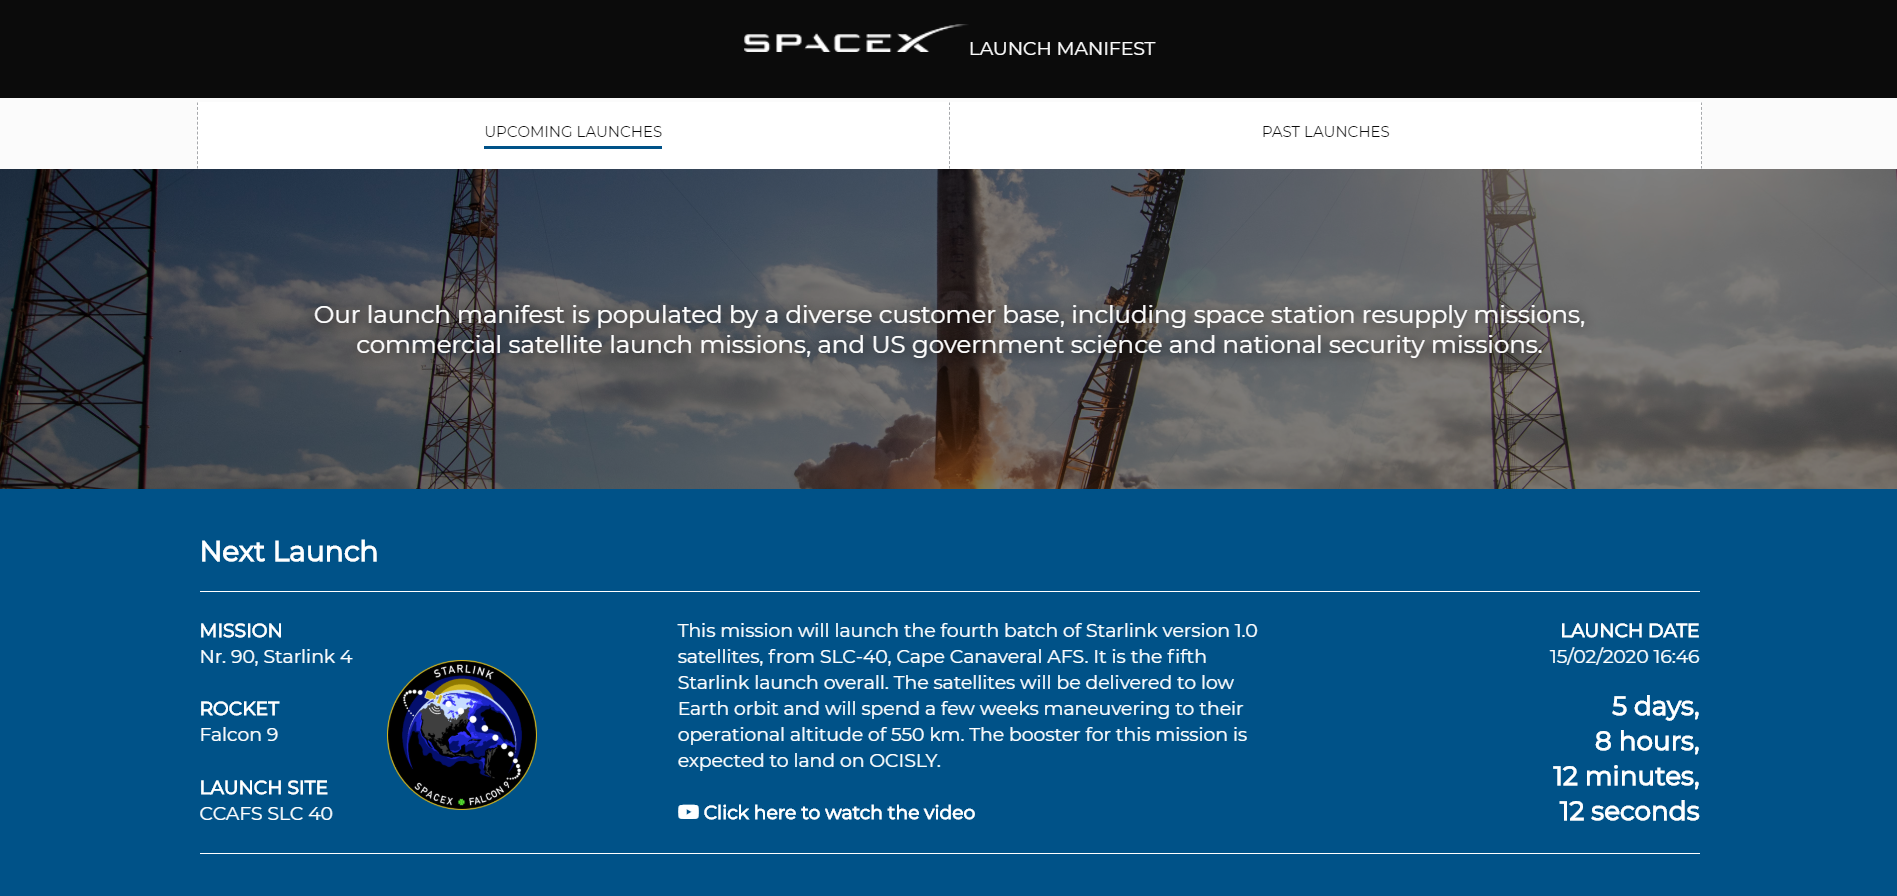 SPACEX LAUNCH MANIFEST
UPCOMING LAUNCHES
PAST LAUNCHES
Our launch manifest is populated by a diverse customer base, including space station resupply missions,
commercial satellite launch missions, and US government science and national security missions.
Next Launch
MISSION
Nr. 90, Starlink 4
ROCKET
Falcon 9
LAUNCH SITE
CCAFS SLC 40
STARLINK
SPACEX FALCON 9
This mission will launch the fourth batch of Starlink version 1.0
satellites, from SLC-40, Cape Canaveral AFS. It is the fifth
Starlink launch overall. The satellites will be delivered to low
Earth orbit and will spend a few weeks maneuvering to their
operational altitude of 550 km. The booster for this mission is
expected to land on OCISLY.
Click here to watch the video
LAUNCH DATE
15/02/2020 16:46
5 days,
8 hours,
12 minutes,
12 seconds